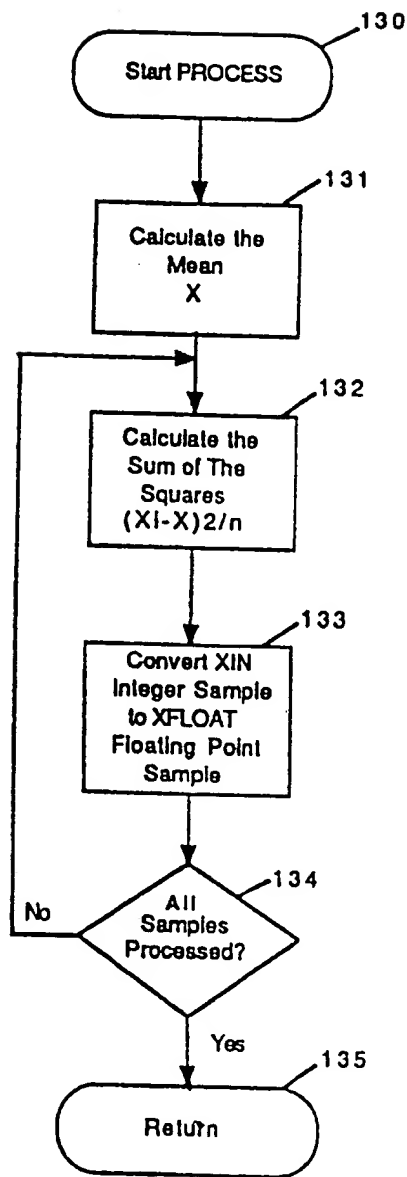 130
Start PROCESS
131
Calculate the
Mean
X
132
Calculate the
Sum of The
Squares
(XI-X)2/n
133
Convert XIN
Integer Sample
to XFLOAT
Floating Point
Sample
134
All
Samples
Processed?
No
Yes
135
Return